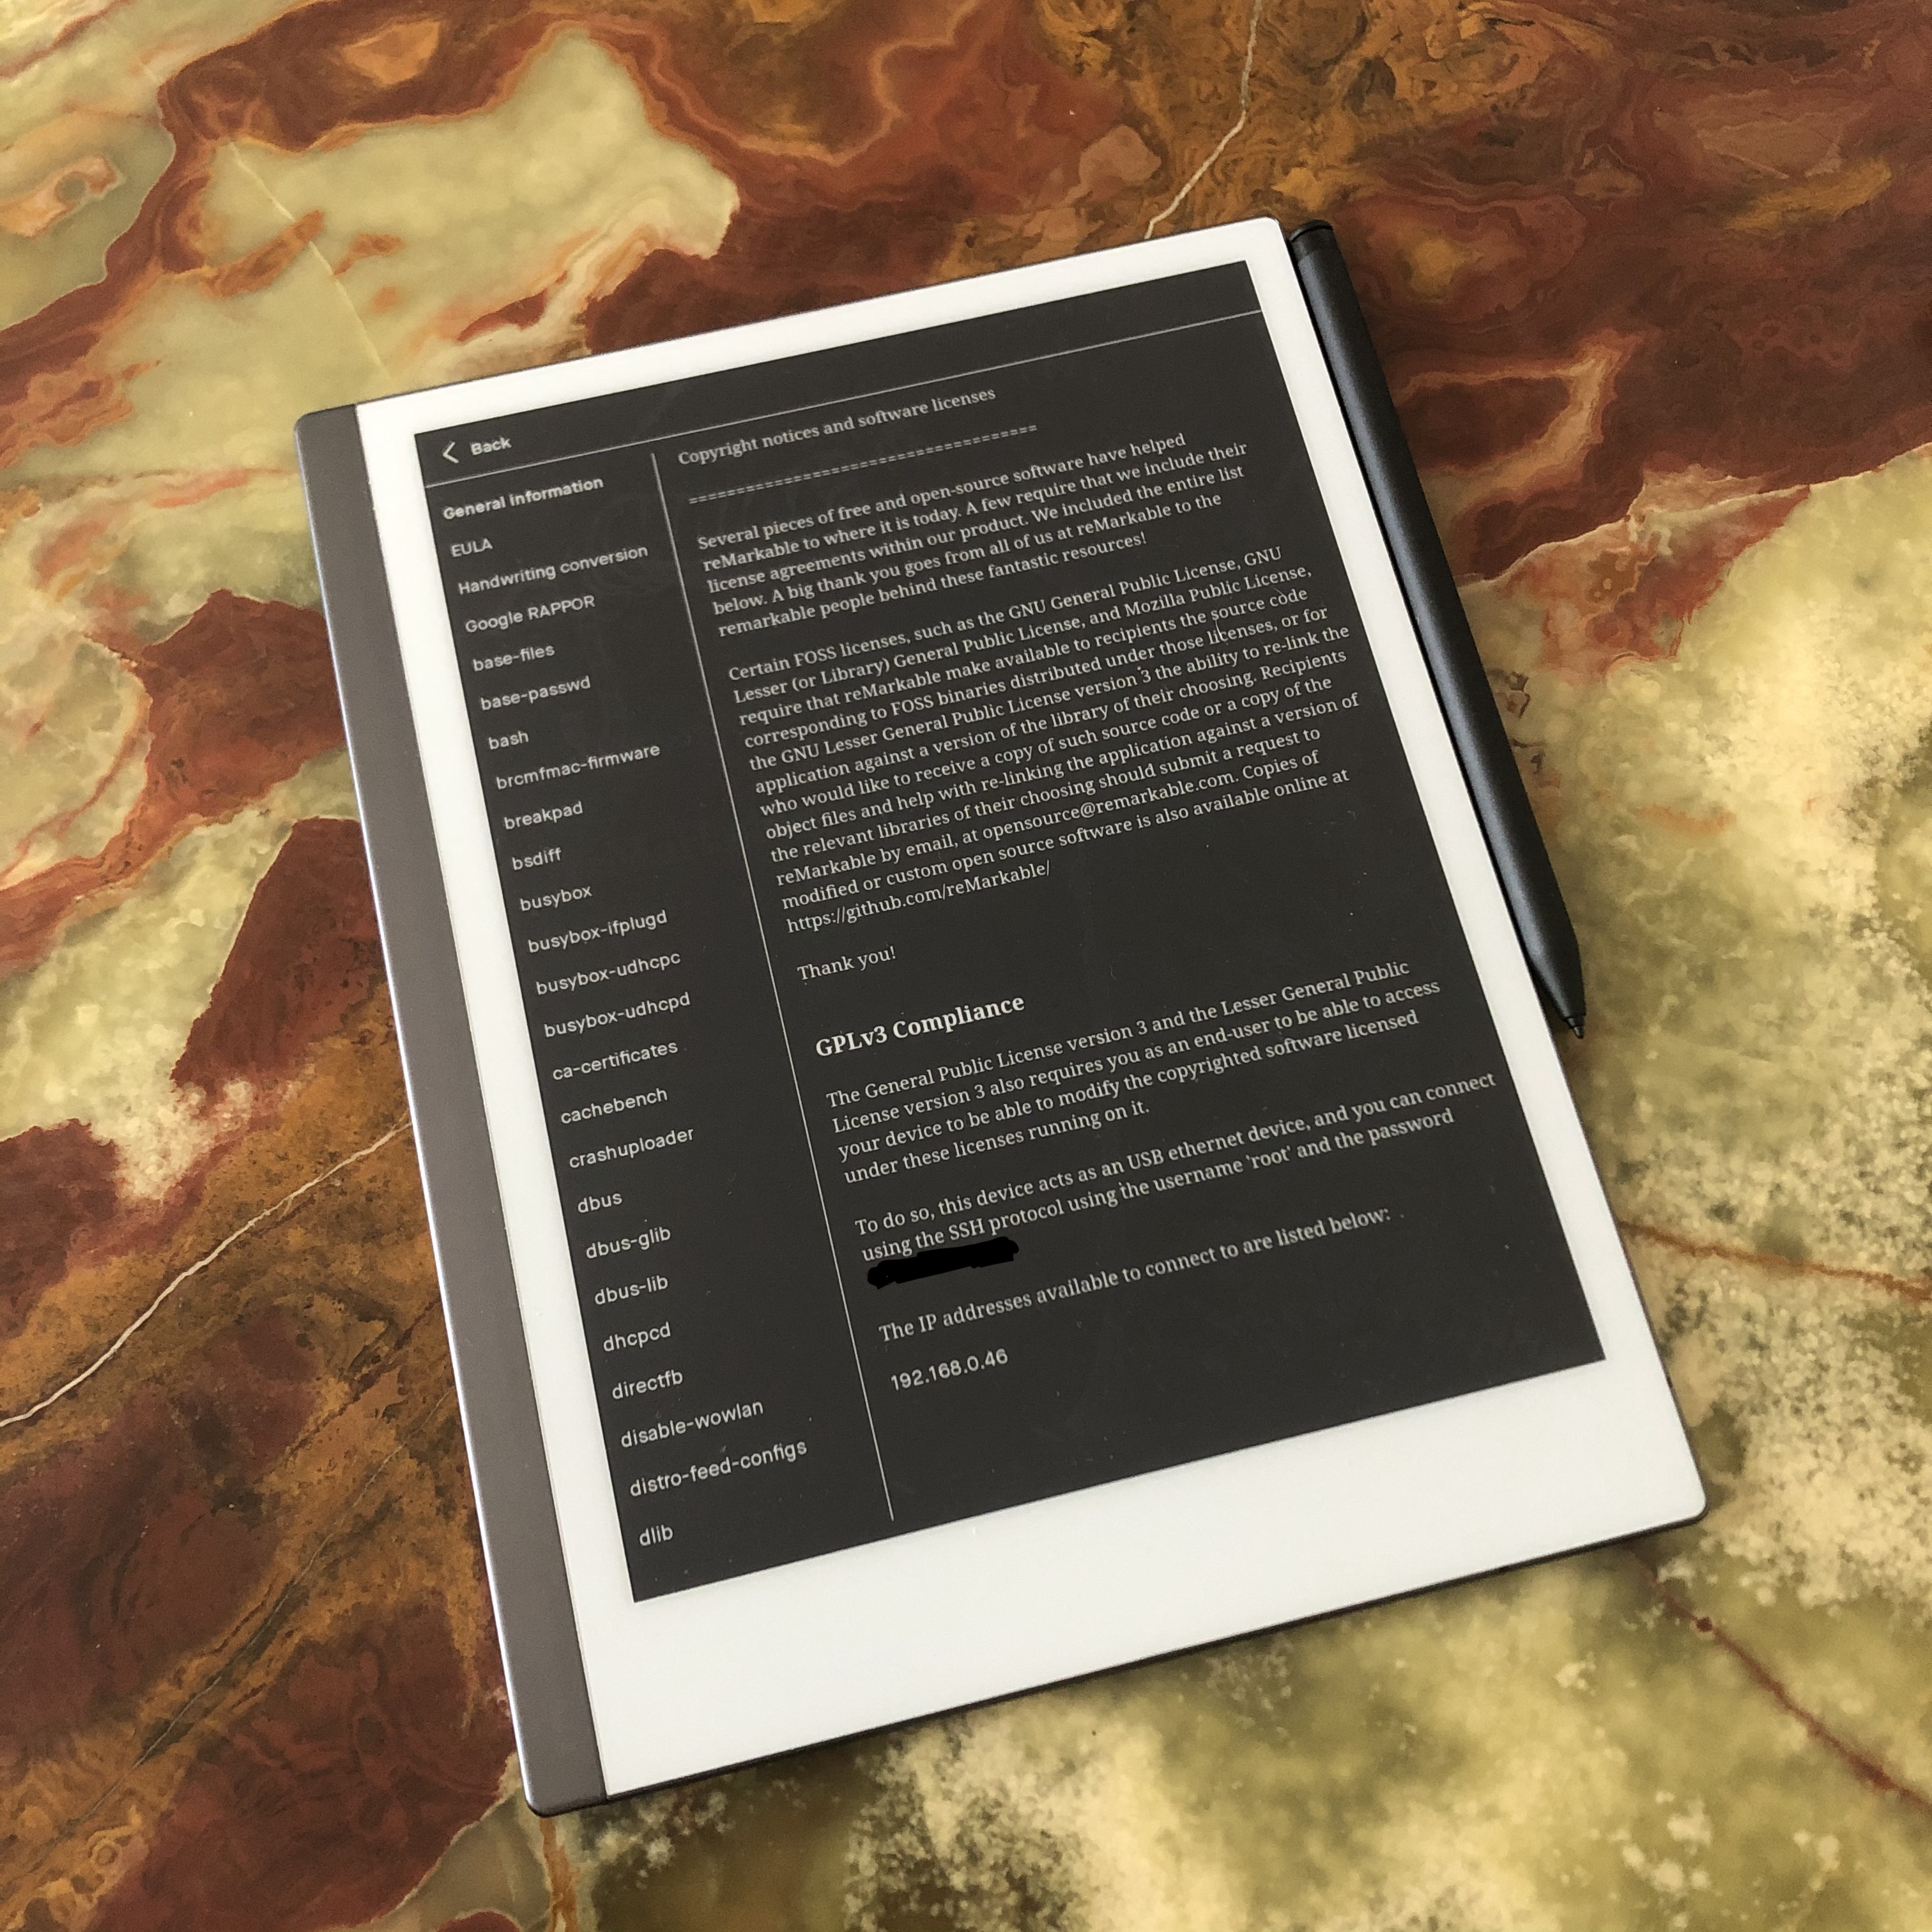 Back
General information
EULA
Handwriting conversion
Google RAPPOR
base-files
base-passwd
bash
brcmfmac-firmware
breakpad
bsdiff
busybox
busybox-ifplugd
busybox-udhcpc
busybox-udhcpd
ca-certificates
cachebench
crashuploader
dbus
dbus-glib
dbus-lib
dhcpcd
directfb
disable-wowlan
distro-feed-configs
dlib
Copyright notices and software licenses
====================================
Several pieces of free and open-source software have helped
reMarkable to where it is today. A few require that we include their
license agreements within our product. We included the entire list
below. A big thank you goes from all of us at reMarkable to the
remarkable people behind these fantastic resources!
Certain FOSS licenses, such as the GNU General Public License, GNU
Lesser (or Library) General Public License, and Mozilla Public License,
require that reMarkable make available to recipients the source code
corresponding to FOSS binaries distributed under those licenses, or for
the GNU Lesser General Public License version 3 the ability to re-link the
application against a version of the library of their choosing. Recipients
who would like to receive a copy of such source code or a copy of the
object files and help with re-linking the application against a version of
the relevant libraries of their choosing should submit a request to
reMarkable by email, at opensource@remarkable.com. Copies of
modified or custom open source software is also available online at
https://github.com/reMarkable/
Thank you!
GPLv3 Compliance
The General Public License version 3 and the Lesser General Public
License version 3 also requires you as an end-user to be able to access
your device to be able to modify the copyrighted software licensed
under these licenses running on it.
To do so, this device acts as an USB ethernet device, and you can connect
using the SSH protocol using the username 'root' and the password
The IP addresses available to connect to are listed below:
192.168.0.46